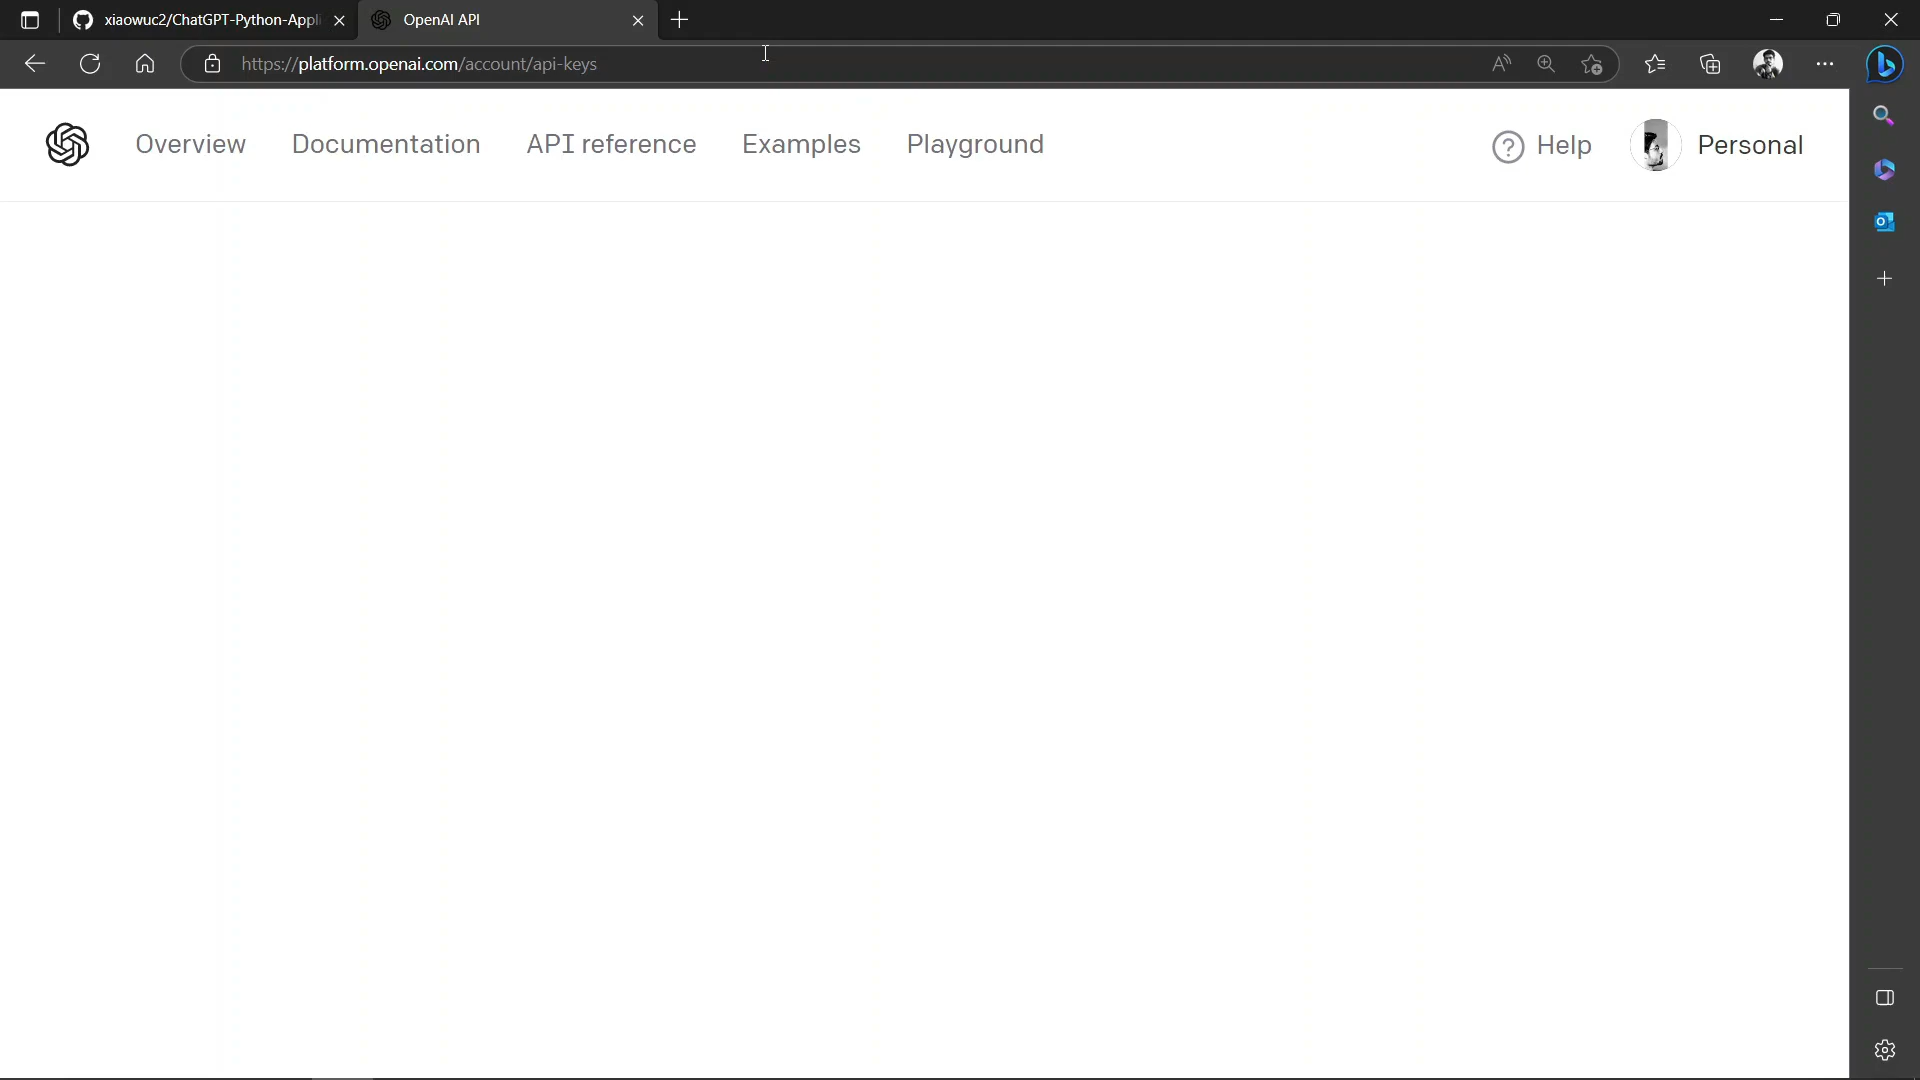 xiaowuc2/ChatGPT-Python-Appli
OpenAI API
https://platform.openai.com/account/api-keys
Overview
Documentation
API reference
Examples
Playground
Help
Personal